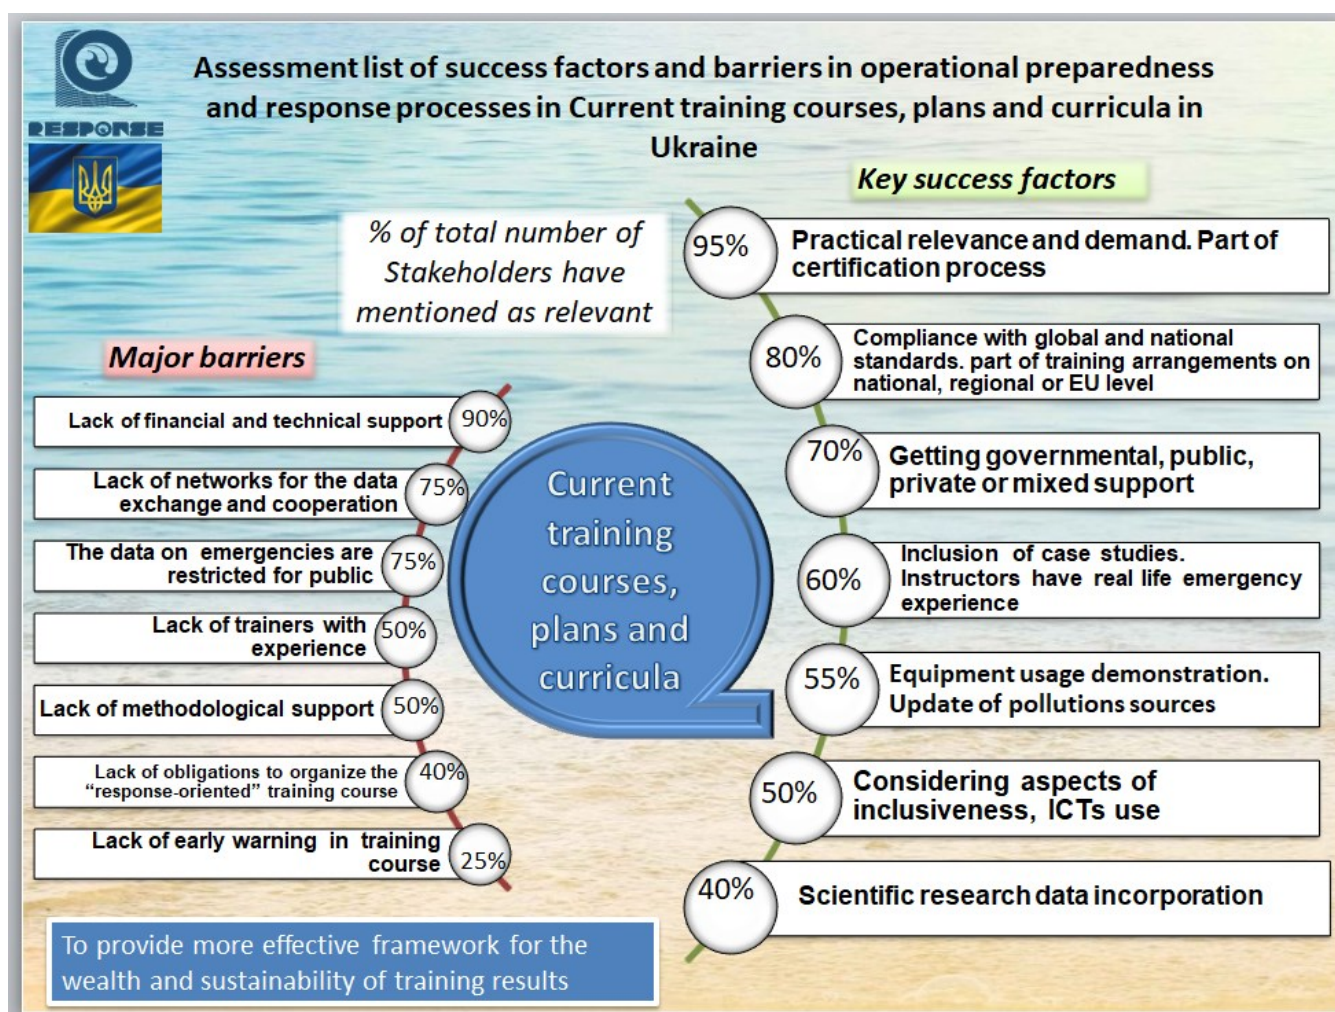 RESPONSE
Assessment list of success factors and barriers in operational preparedness
and response processes in Current training courses, plans and curricula in
Ukraine
% of total number of
Stakeholders have
mentioned as relevant
Major barriers
Lack of financial and technical support 90%
Lack of networks for the data
exchange and cooperation
75%
The data on emergencies are
restricted for public
75%
Lack of trainers with
experience
50%
Lack of methodological support 50%
Lack of obligations to organize the
“response-oriented” training course
40%
Lack of early warning in training
course
25%
Current
training
courses,
plans and
curricula
Key success factors
95%
Practical relevance and demand. Part of
certification process
80%
Compliance with global and national
standards. part of training arrangements on
national, regional or EU level
70%
Getting governmental, public,
private or mixed support
60%
Inclusion of case studies.
Instructors have real life emergency
experience
55%
Equipment usage demonstration.
Update of pollutions sources
50%
Considering aspects of
inclusiveness, ICTs use
40%
Scientific research data incorporation
To provide more effective framework for the
wealth and sustainability of training results